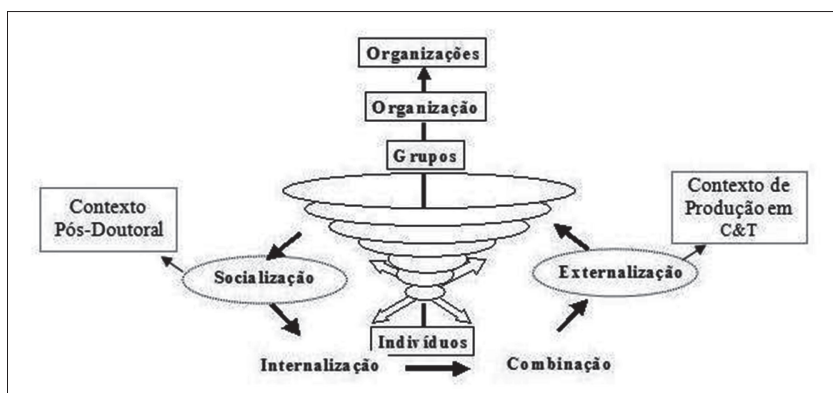 Organizações
Organização
Grupos
Contexto
Pós-Doutoral
Contexto de
Produção em
C&T
Socialização
Externalização
Indivíduos
Internalização
Combinação